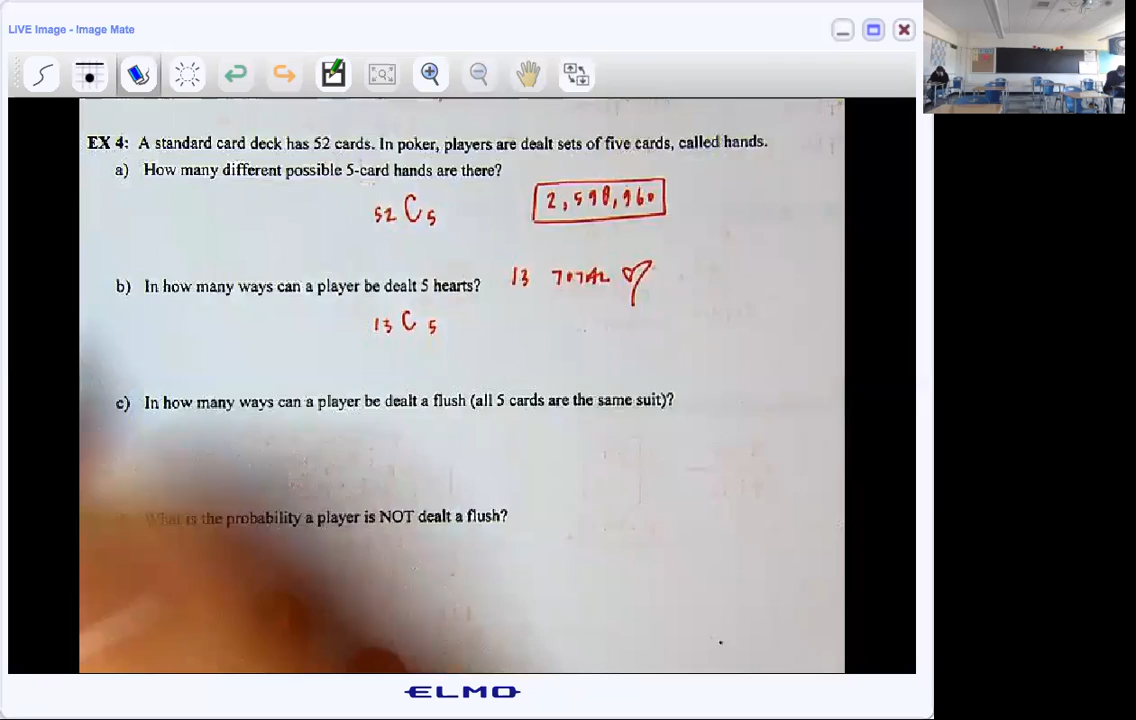 LIVE Image - Image Mate
EX 4: A standard card deck has 52 cards. In poker, players are dealt sets of five cards, called hands.
a) How many different possible 5-card hands are there?
52 C 5
2,598,960
b) In how many ways can a player be dealt 5 hearts?
13 TOTAL
13 C 5
c) In how many ways can a player be dealt a flush (all 5 cards are the same suit)?
What is the probability a player is NOT dealt a flush?
ELMO